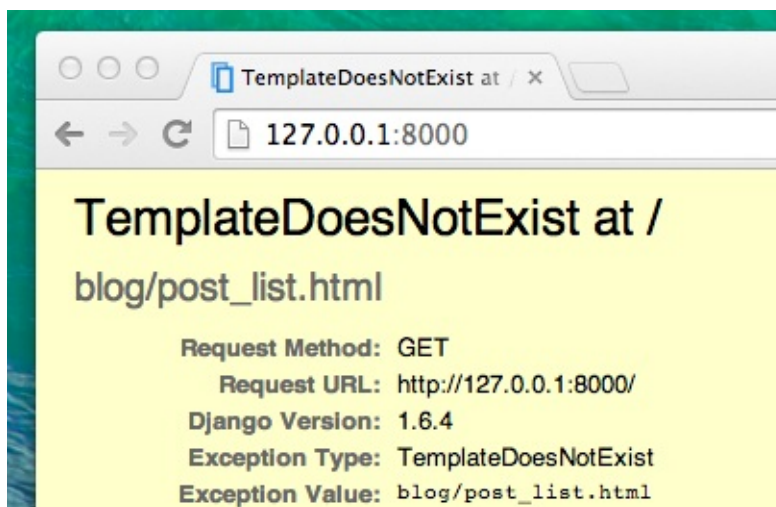 TemplateDoesNotExist at /
127.0.0.1:8000
TemplateDoesNotExist at /
blog/post_list.html
Request Method: GET
Request URL: http://127.0.0.1:8000/
Django Version: 1.6.4
Exception Type: TemplateDoesNotExist
Exception Value: blog/post_list.html